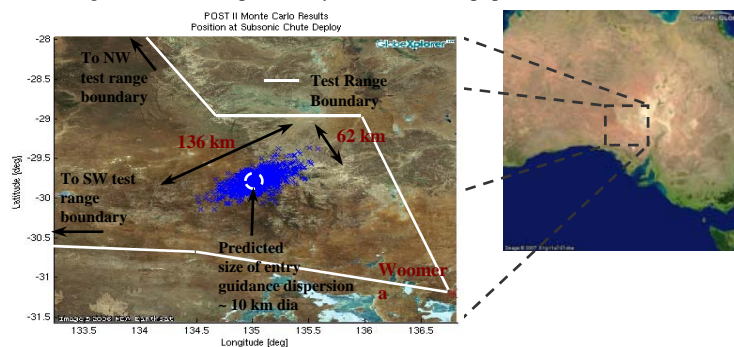 POST II Monte Carlo Results
Position at Subsonic Chute Deploy
-28
-28.5
-29
-29.5
-30
-30.5
-31
-31.5
Latitude [deg]
To NW
test range
boundary
Test Range
Boundary
136 km
62 km
To SW test
range
boundary
Predicted
size of entry
guidance dispersion
~ 10 km dia
Woomer
a
133.5
134
134.5
135
135.5
136
136.5
Longitude [deg]